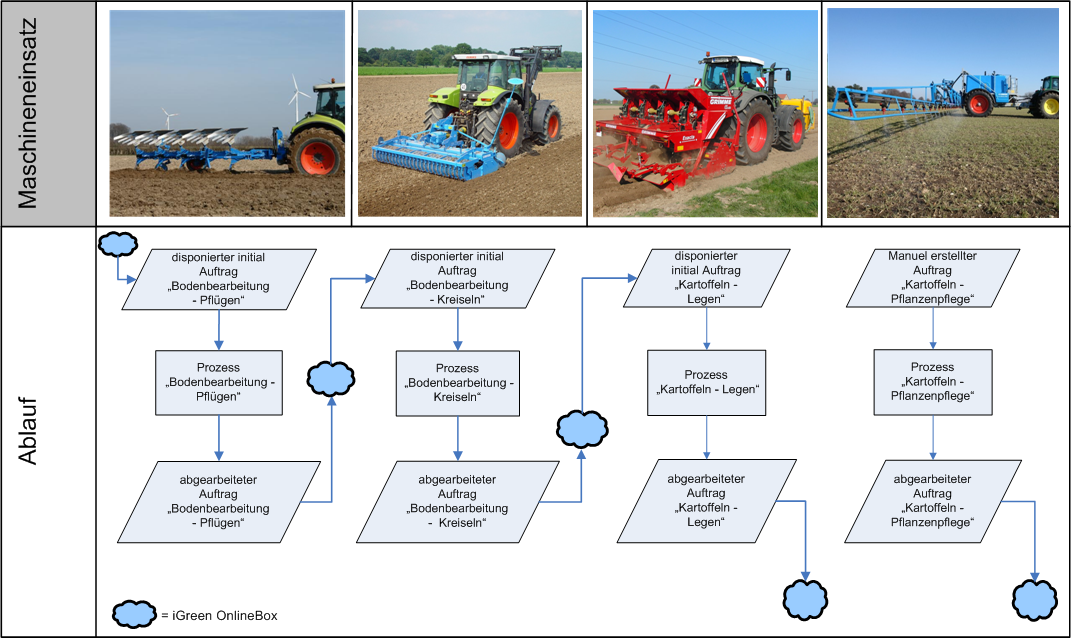 Maschineneinsatz
GRIMME
Ablauf
disponierter initial
Auftrag
„Bodenbearbeitung
- Pflügen“
disponierter initial
Auftrag
„Bodenbearbeitung
- Kreiseln“
disponierter
initial Auftrag
„Kartoffeln -
Legen“
Manuel erstellter
Auftrag
„Kartoffeln -
Pflanzenpflege“
Prozess
„Bodenbearbeitung -
Pflügen“
Prozess
„Bodenbearbeitung -
Kreiseln“
Prozess
„Kartoffeln - Legen“
Prozess
„Kartoffeln -
Pflanzenpflege“
abgearbeiteter
Auftrag
„Bodenbearbeitung
- Pflügen“
abgearbeiteter
Auftrag
„Bodenbearbeitung
- Kreiseln“
abgearbeiteter
Auftrag
„Kartoffeln -
Legen“
abgearbeiteter
Auftrag
„Kartoffeln -
Pflanzenpflege“
= iGreen OnlineBox